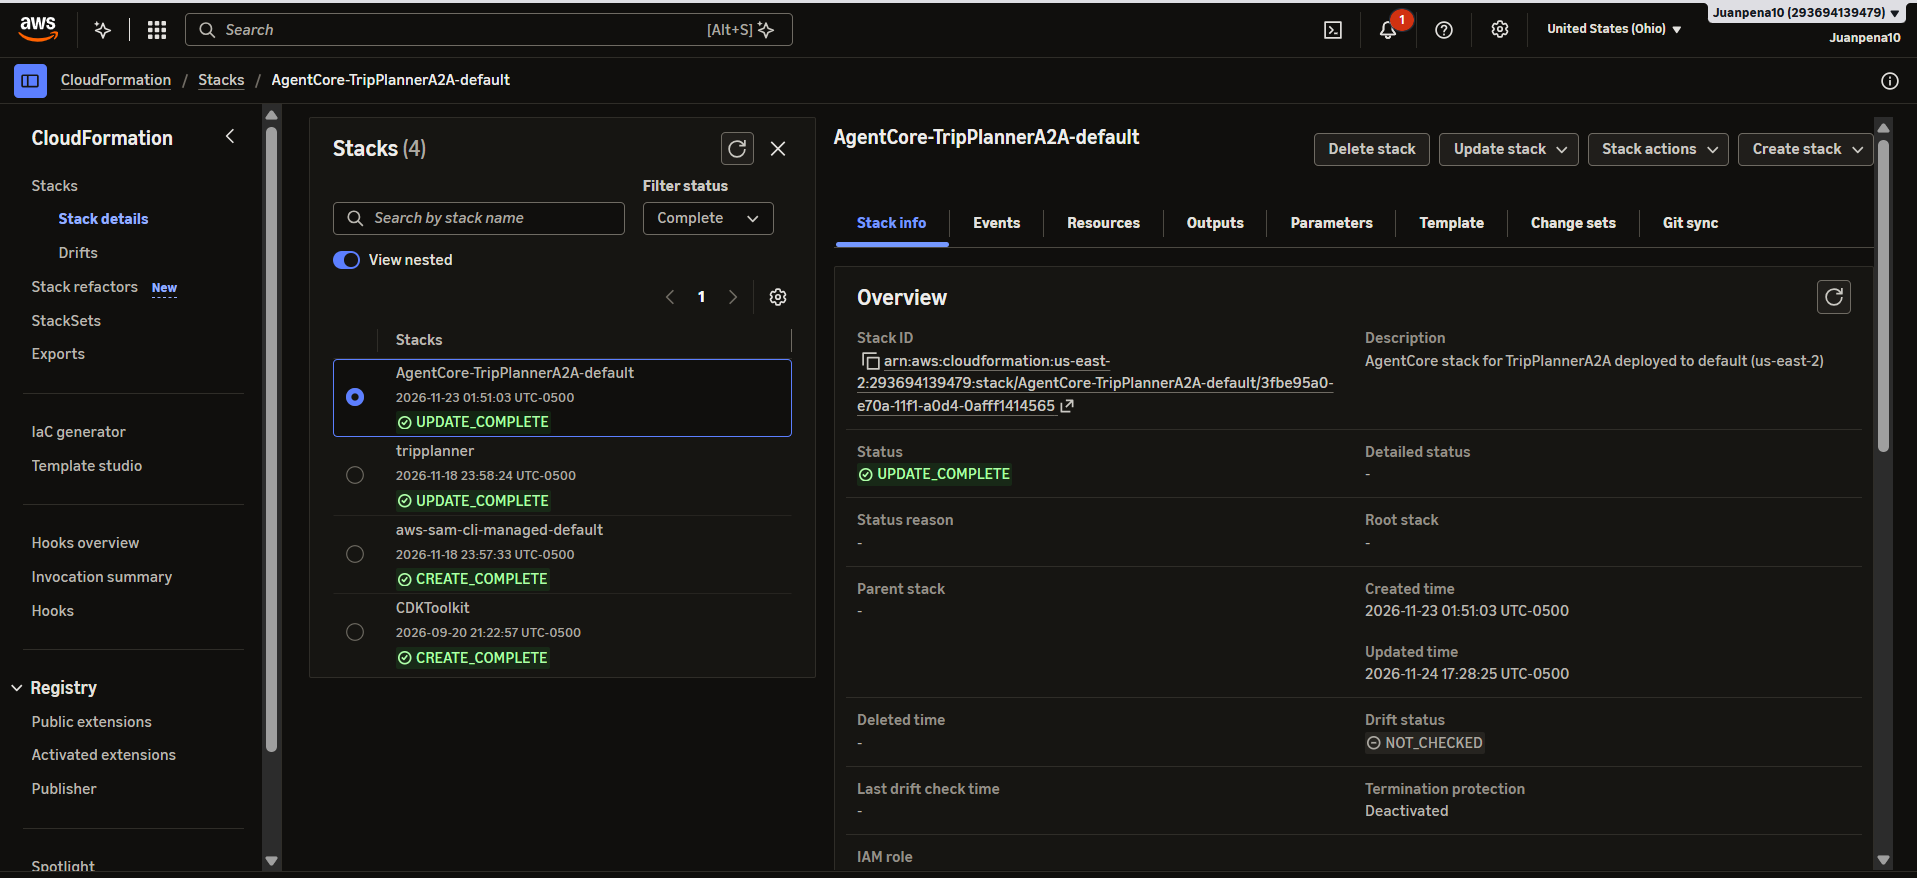 aws
Search
[Alt+S]
1
United States (Ohio)
Juanpena10 (293694139479)
Juanpena10
CloudFormation / Stacks / AgentCore-TripPlannerA2A-default
CloudFormation
Stacks
Stack details
Drifts
Stack refactors New
StackSets
Exports
IaC generator
Template studio
Hooks overview
Invocation summary
Hooks
Registry
Public extensions
Activated extensions
Publisher
Spotlight
Stacks (4)
Filter status
Search by stack name
Complete
View nested
1
Stacks
AgentCore-TripPlannerA2A-default
2026-11-23 01:51:03 UTC-0500
UPDATE_COMPLETE
tripplanner
2026-11-18 23:58:24 UTC-0500
UPDATE_COMPLETE
aws-sam-cli-managed-default
2026-11-18 23:57:33 UTC-0500
CREATE_COMPLETE
CDKToolkit
2026-09-20 21:22:57 UTC-0500
CREATE_COMPLETE
AgentCore-TripPlannerA2A-default
Delete stack
Update stack
Stack actions
Create stack
Stack info
Events
Resources
Outputs
Parameters
Template
Change sets
Git sync
Overview
Stack ID
arn:aws:cloudformation:us-east-
2:293694139479:stack/AgentCore-TripPlannerA2A-default/3fbe95a0-
e70a-11f1-a0d4-0afff1414565
Description
AgentCore stack for TripPlannerA2A deployed to default (us-east-2)
Status
UPDATE_COMPLETE
Detailed status
-
Status reason
-
Root stack
-
Parent stack
-
Created time
2026-11-23 01:51:03 UTC-0500
Updated time
2026-11-24 17:28:25 UTC-0500
Deleted time
-
Drift status
NOT_CHECKED
Last drift check time
-
Termination protection
Deactivated
IAM role